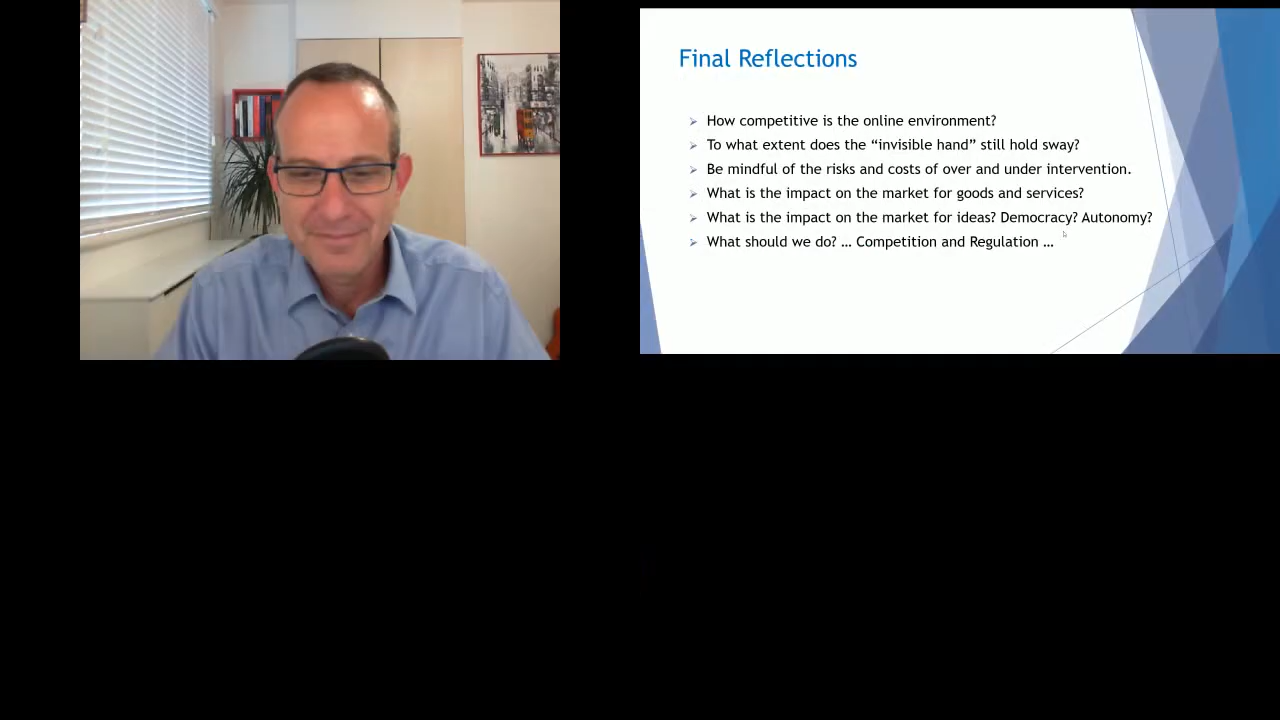 Final Reflections
How competitive is the online environment?
To what extent does the “invisible hand” still hold sway?
Be mindful of the risks and costs of over and under intervention.
What is the impact on the market for goods and services?
What is the impact on the market for ideas? Democracy? Autonomy?
What should we do? … Competition and Regulation …